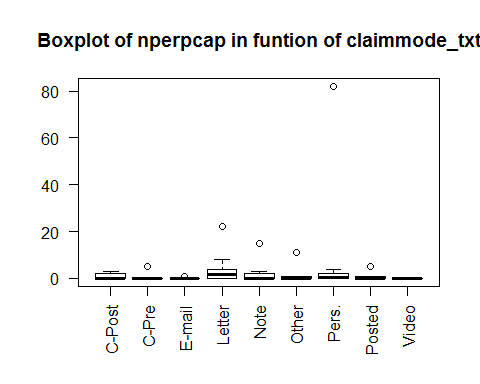 Boxplot of nperpcap in funtion of claimmode_txt
80
60
40
20
0
C-Post
C-Pre
E-mail
Letter
Note
Other
Pers.
Posted
Video